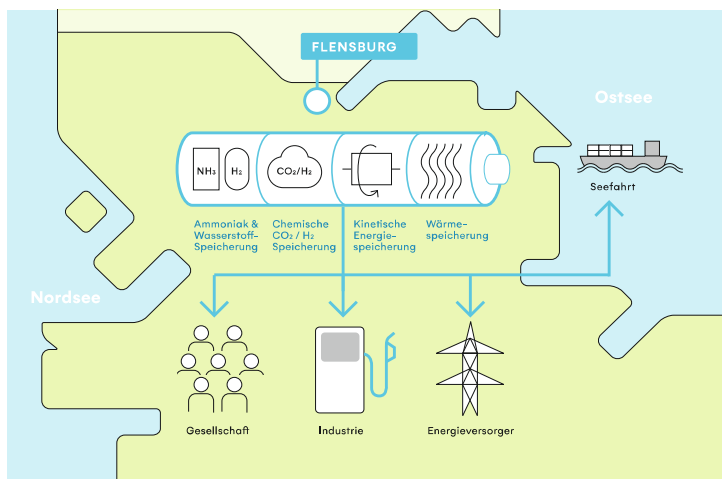 FLENSBURG
Ostsee
NH₃
H₂
CO₂/H₂
Seefahrt
Ammoniak &
Wasserstoff-
Speicherung
Chemische
CO₂ / H₂
Speicherung
Kinetische
Energie-
speicherung
Wärme-
speicherung
Nordsee
Gesellschaft
Industrie
Energieversorger